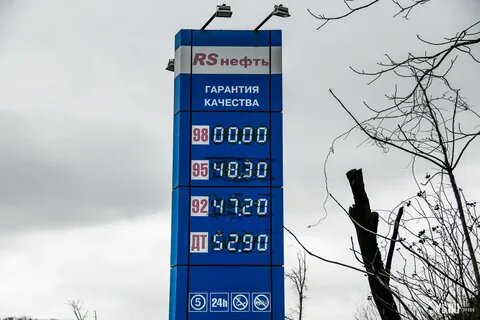 RS нефть
ГАРАНТИЯ
КАЧЕСТВА
98 00.00
95 48.30
92 47.20
ДТ 52.90
5 24h